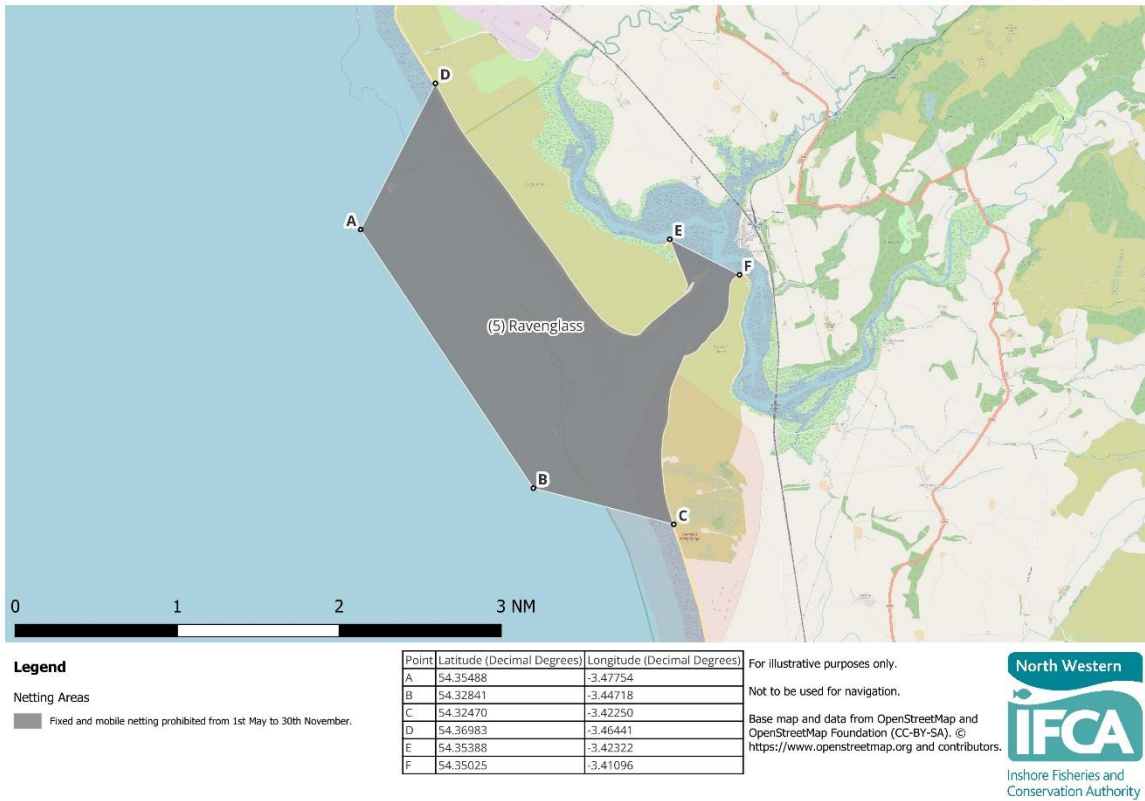 D
A
E
F
(5) Ravenglass
B
C
0 1 2 3 NM
Legend
Netting Areas
Fixed and mobile netting prohibited from 1st May to 30th November.
Point Latitude (Decimal Degrees) Longitude (Decimal Degrees)
A 54.35488 -3.47754
B 54.32841 -3.44718
C 54.32470 -3.42250
D 54.36983 -3.46441
E 54.35388 -3.42322
F 54.35025 -3.41096
For illustrative purposes only.
Not to be used for navigation.
Base map and data from OpenStreetMap and
OpenStreetMap Foundation (CC-BY-SA). ©
https://www.openstreetmap.org and contributors.
North Western
IFCA
Inshore Fisheries and
Conservation Authority